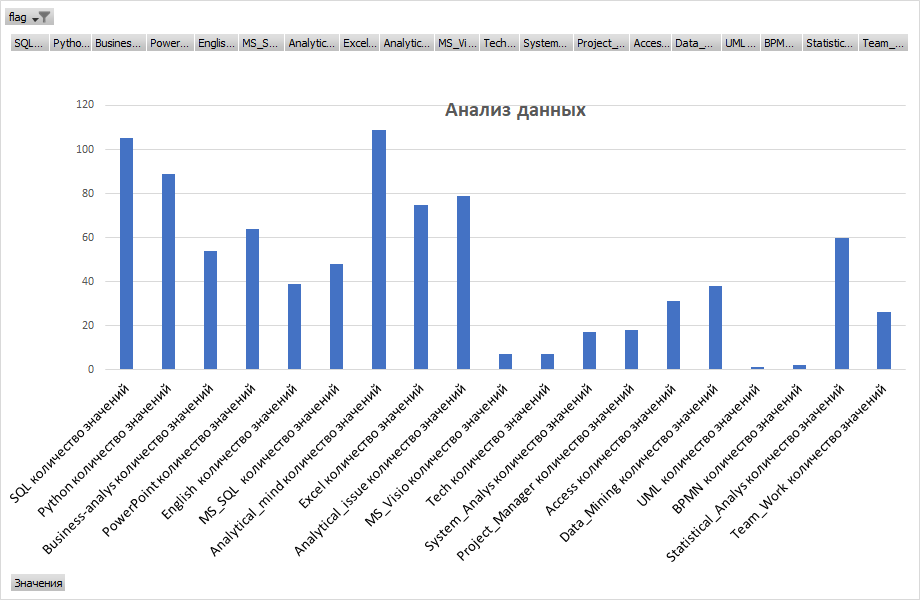 flag
SQL... Pytho... Busines... Power... Englis... MS_S... Analytic... Excel... Analytic... MS_Vi... Tech... System... Project_... Acces... Data_... UML... BPM... Statistic... Team_...
Анализ данных
120
100
80
60
40
20
0
SQL количество значений
Python количество значений
Business-analys количество значений
PowerPoint количество значений
English количество значений
MS_SQL количество значений
Analytical_mind количество значений
Excel количество значений
Analytical_issue количество значений
MS_Visio количество значений
Tech количество значений
System_Analys количество значений
Project_Manager количество значений
Access количество значений
Data_Mining количество значений
UML количество значений
BPMN количество значений
Statistical_Analys количество значений
Team_Work количество значений
Значения